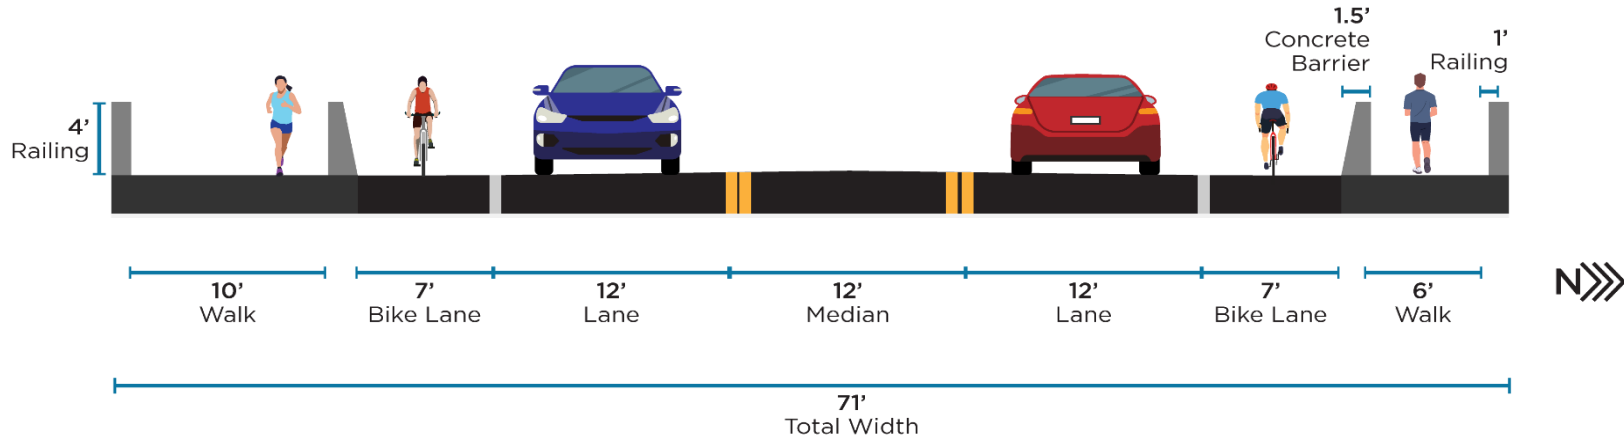 1.5’
Concrete
Barrier
1’
Railing
4’
Railing
10’
Walk
7’
Bike Lane
12’
Lane
12’
Median
12’
Lane
7’
Bike Lane
6’
Walk
N
71’
Total Width